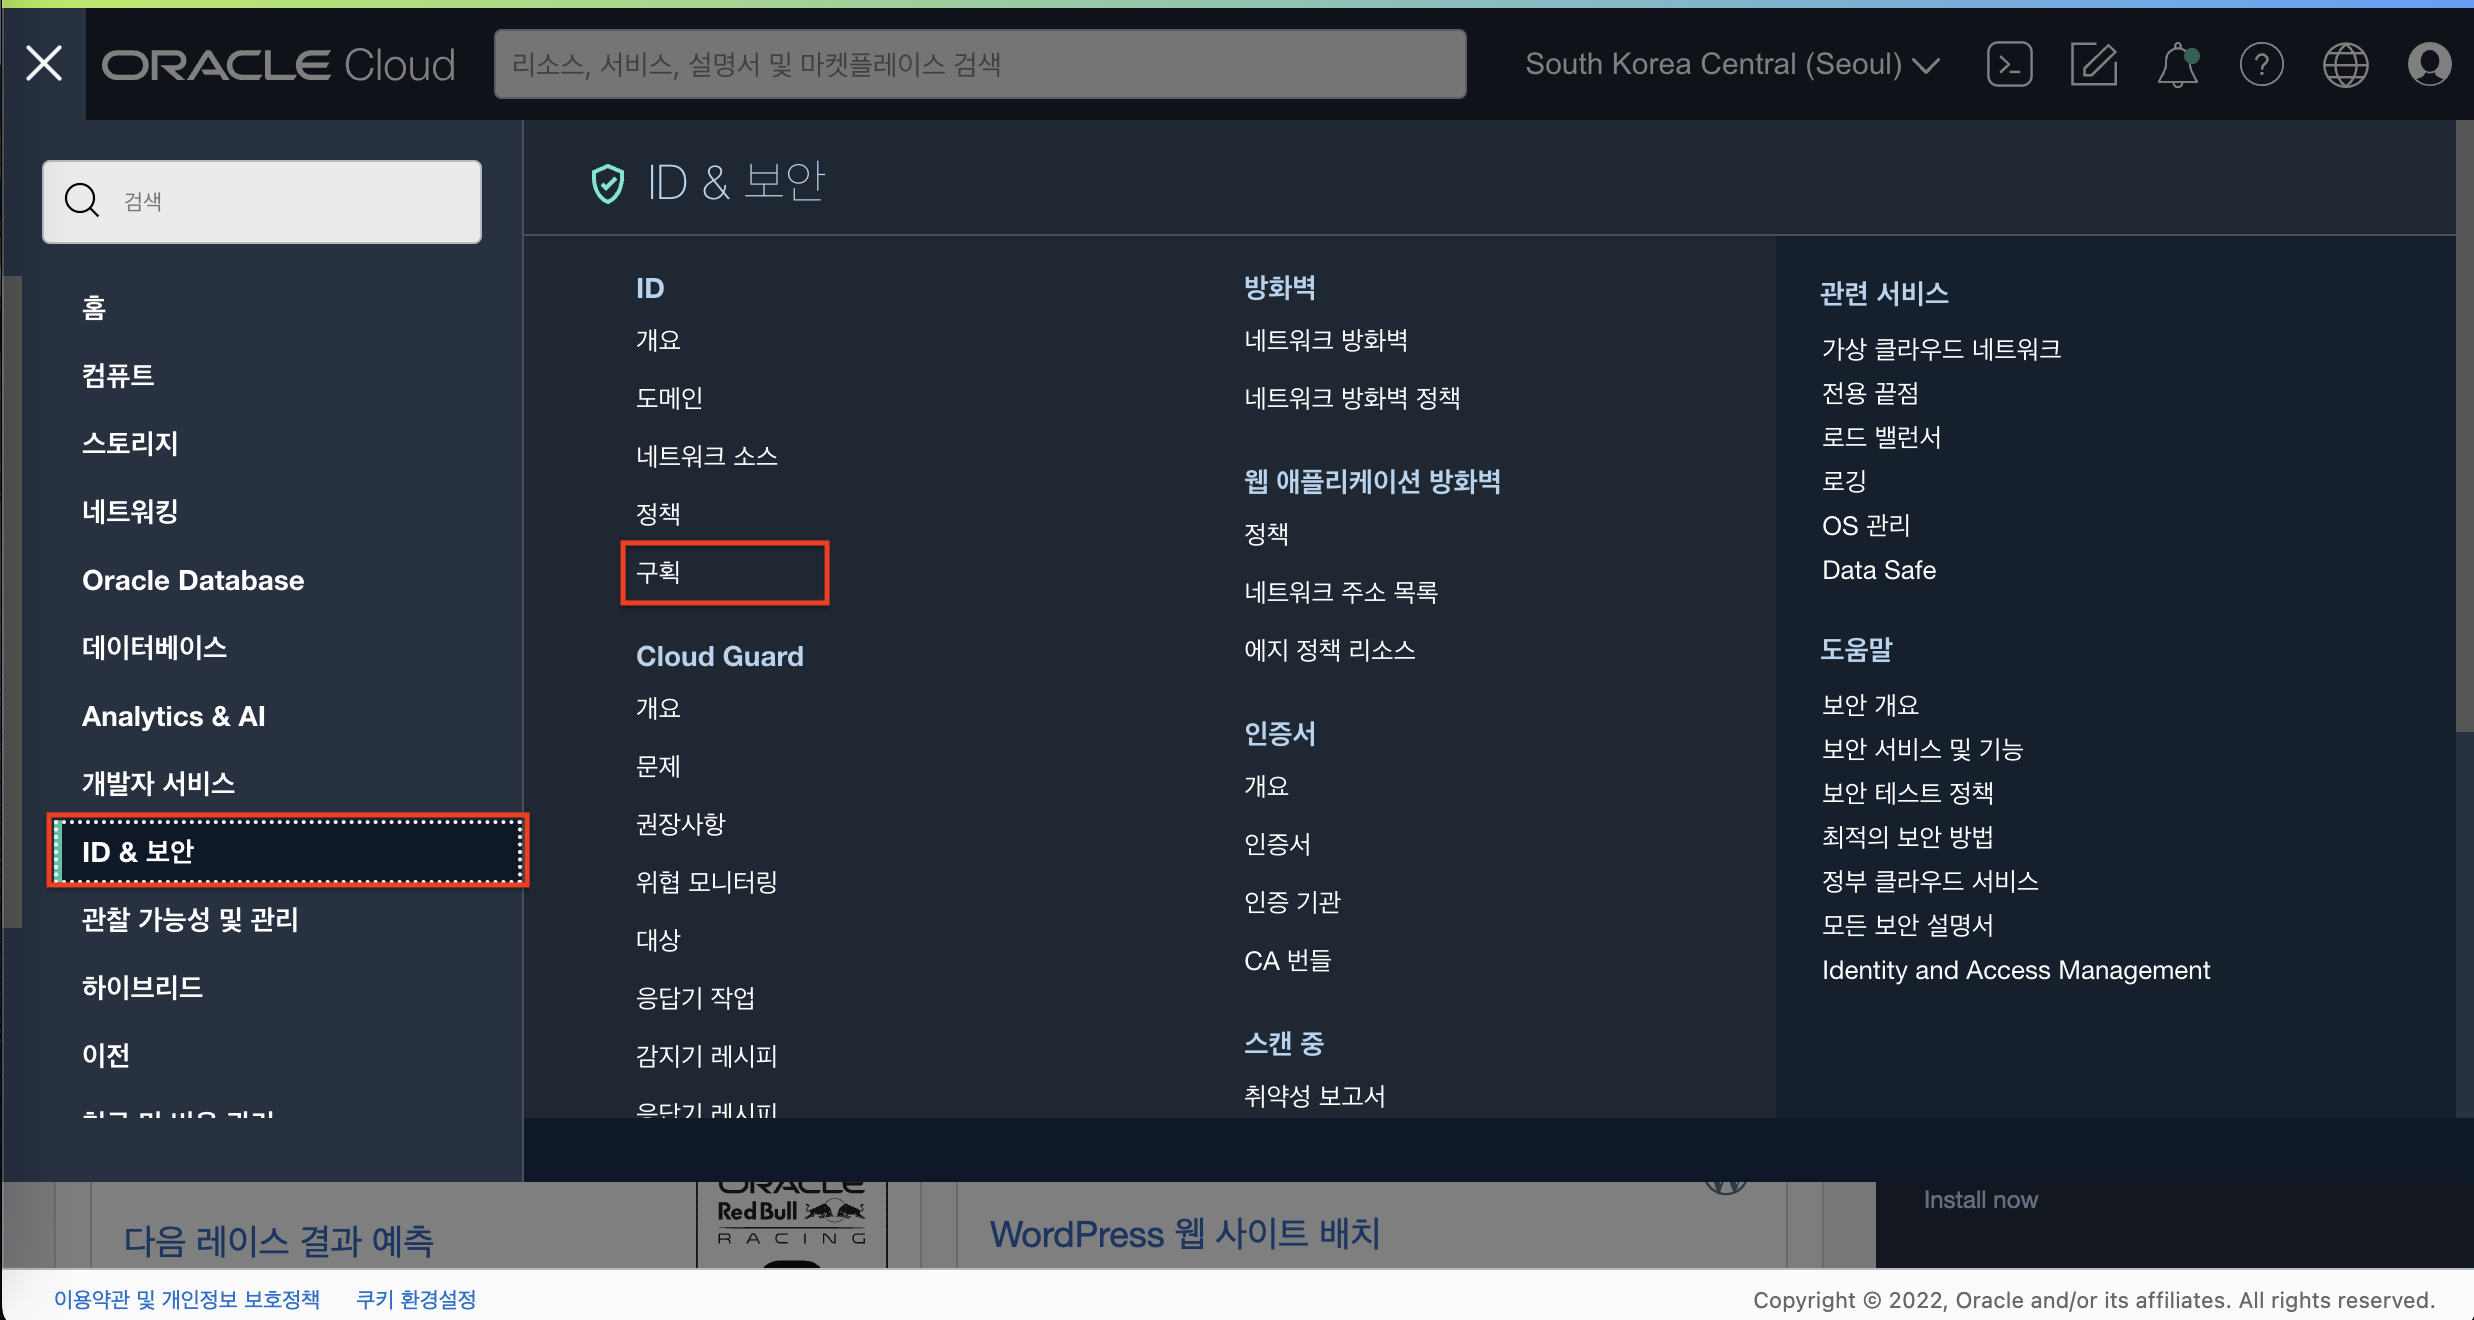 ORACLE Cloud
리소스, 서비스, 설명서 및 마켓플레이스 검색
South Korea Central (Seoul)
검색
홈
컴퓨트
스토리지
네트워킹
Oracle Database
데이터베이스
Analytics & AI
개발자 서비스
ID & 보안
관찰 가능성 및 관리
하이브리드
이전
ID & 보안
ID
개요
도메인
네트워크 소스
정책
구획
Cloud Guard
개요
문제
권장사항
위협 모니터링
대상
응답기 작업
감지기 레시피
응답기 레시피
방화벽
네트워크 방화벽
네트워크 방화벽 정책
웹 애플리케이션 방화벽
정책
네트워크 주소 목록
에지 정책 리소스
인증서
개요
인증서
인증 기관
CA 번들
스캔 중
취약성 보고서
관련 서비스
가상 클라우드 네트워크
전용 끝점
로드 밸런서
로깅
OS 관리
Data Safe
도움말
보안 개요
보안 서비스 및 기능
보안 테스트 정책
최적의 보안 방법
정부 클라우드 서비스
모든 보안 설명서
Identity and Access Management
다음 레이스 결과 예측
ORACLE
Red Bull
RACING
WordPress 웹 사이트 배치
Install now
이용약관 및 개인정보 보호정책
쿠키 환경설정
Copyright © 2022, Oracle and/or its affiliates. All rights reserved.